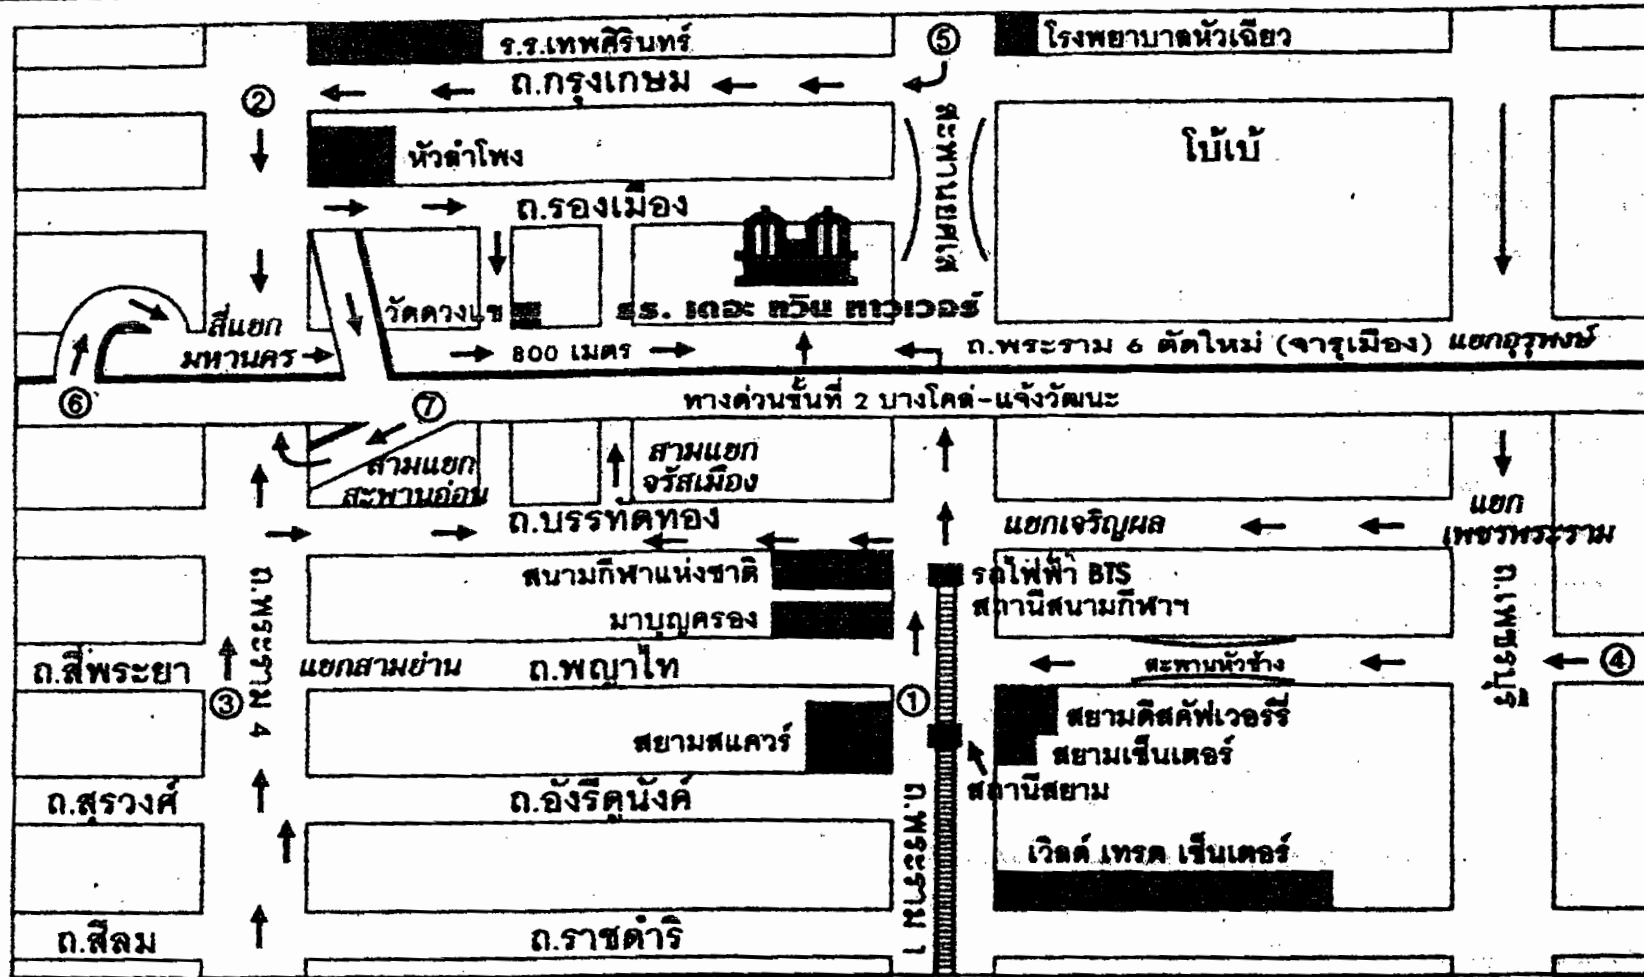 ร.ร.เทพศิรินทร์
⑤
โรงพยาบาลหัวเฉียว
ถ.กรุงเกษม
②
หัวลำโพง
สะพานยศเส
โบ๊เบ๊
ถ.รองเมือง
วัดดวงแข
รร. เดอะ ทวิน ทาวเวอร์
สี่แยก
มหานคร
800 เมตร
ถ.พระราม 6 ตัดใหม่ (จารุเมือง)
แยกอุรุพงษ์
⑥
⑦
ทางด่วนขั้นที่ 2 บางโคล่-แจ้งวัฒนะ
สามแยก
สะพานอ่อน
สามแยก
จรัสเมือง
ถ.บรรทัดทอง
แยกเจริญผล
แยก
เพชรพระราม
สนามกีฬาแห่งชาติ
รถไฟฟ้า BTS
สถานีสนามกีฬาฯ
มาบุญครอง
ถ.พระราม 4
ถ.เพชรบุรี
ถ.สี่พระยา
แยกสามย่าน
ถ.พญาไท
สะพานหัวช้าง
④
③
①
สยามดิสคัฟเวอร์รี่
สยามสแควร์
สยามเซ็นเตอร์
สถานีสยาม
ถ.สุรวงศ์
ถ.อังรีดูนังค์
ถ.พระราม 1
เวิลด์ เทรด เซ็นเตอร์
ถ.สีลม
ถ.ราชดำริ